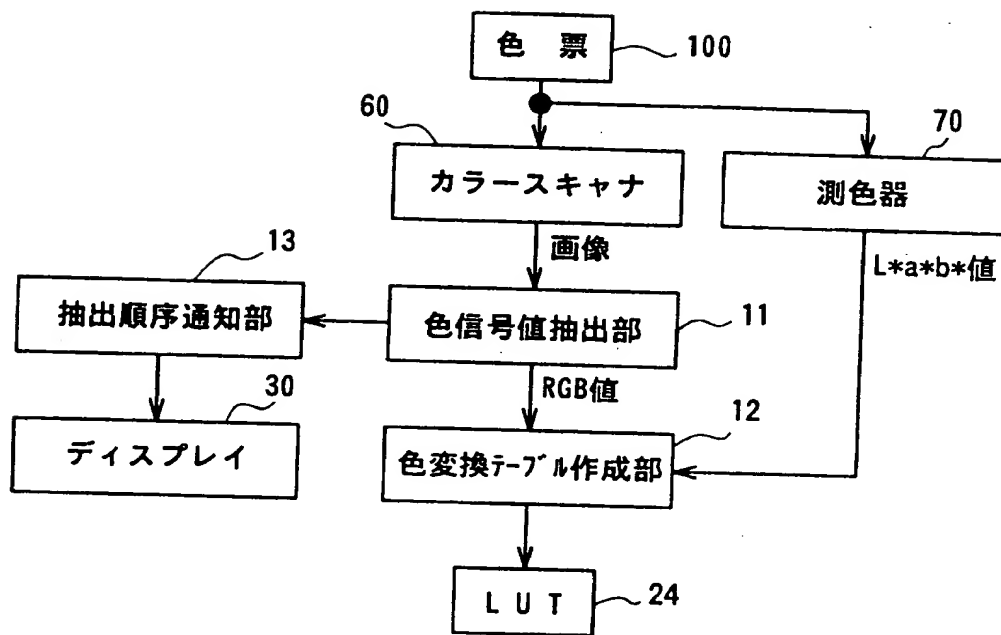 色票
100
60
70
カラースキャナ
測色器
画像
L*a*b*値
13
抽出順序通知部
色信号値抽出部
11
RGB値
30
12
ディスプレイ
色変換ﾃｰﾌﾞﾙ作成部
LUT
24